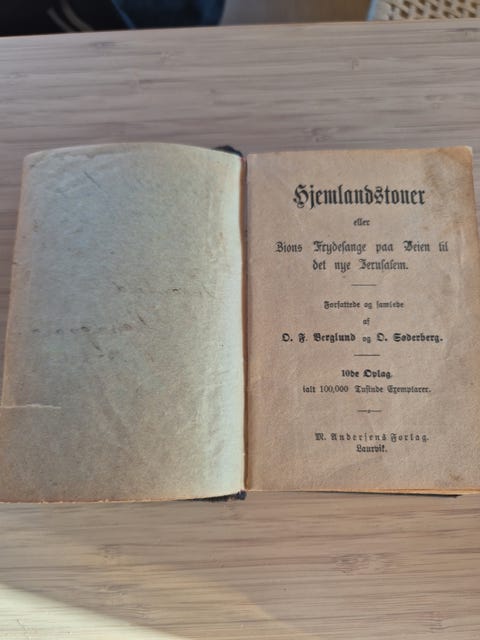 Hjemlandstoner
eller
Zions Frydesange paa Veien til
det nye Jerusalem.
Forfattede og samlede
af
O. F. Berglund og O. Søderberg.
10de Oplag.
ialt 100,000 Tusinde Exemplarer.
M. Andersens Forlag.
Laurvik.